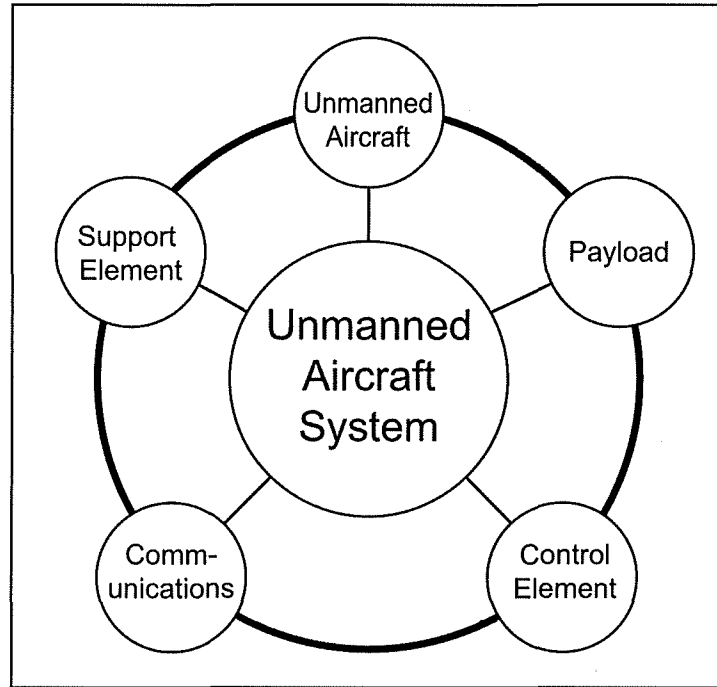 Unmanned
Aircraft
Support
Element
Payload
Unmanned
Aircraft
System
Comm-
unications
Control
Element